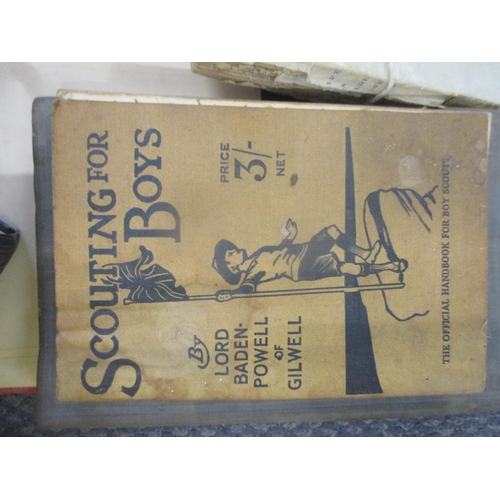 SCOUTING FOR
BOYS
PRICE
3/-
NET
By
LORD
BADEN-
POWELL
OF
GILWELL
THE OFFICIAL HANDBOOK FOR BOY SCOUTS